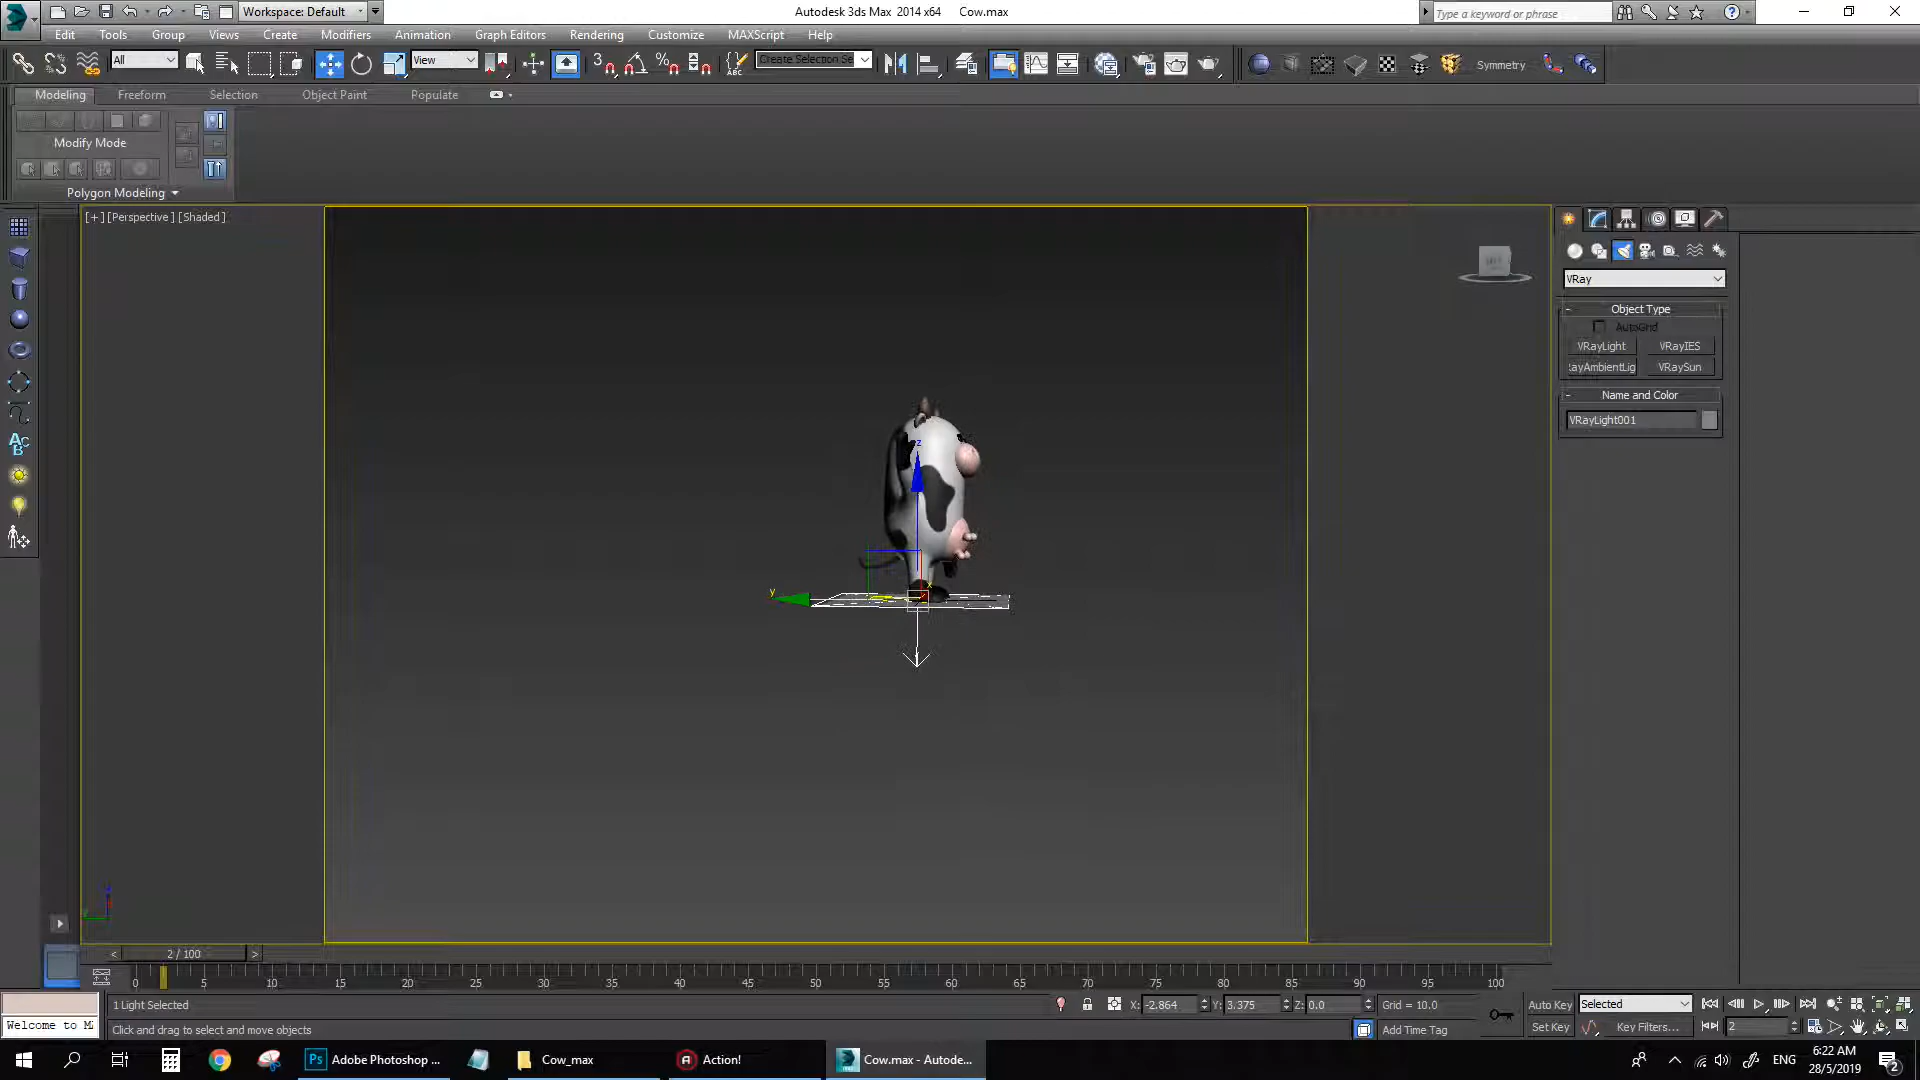 Workspace: Default
Autodesk 3ds Max 2014 x64 Cow.max
Type a keyword or phrase
Edit Tools Group Views Create Modifiers Animation Graph Editors Rendering Customize MAXScript Help
All View Create Selection Se Symmetry
Modeling Freeform Selection Object Paint Populate
Modify Mode
Polygon Modeling
[+] [Perspective] [Shaded]
VRay
Object Type
AutoGrid
VRayLight VRayIES
RayAmbientLig VRaySun
Name and Color
VRayLight001
z
y
x
2 / 100
0 5 10 15 20 25 30 35 40 45 50 55 60 65 70 75 80 85 90 95 100
1 Light Selected X: -2.864 Y: 3.375 Z: 0.0 Grid = 10.0 Auto Key Selected
Welcome to M Click and drag to select and move objects Add Time Tag Set Key Key Filters... 2
Adobe Photoshop ... Cow_max Action! Cow.max - Autode... ENG 6:22 AM
28/5/2019 2